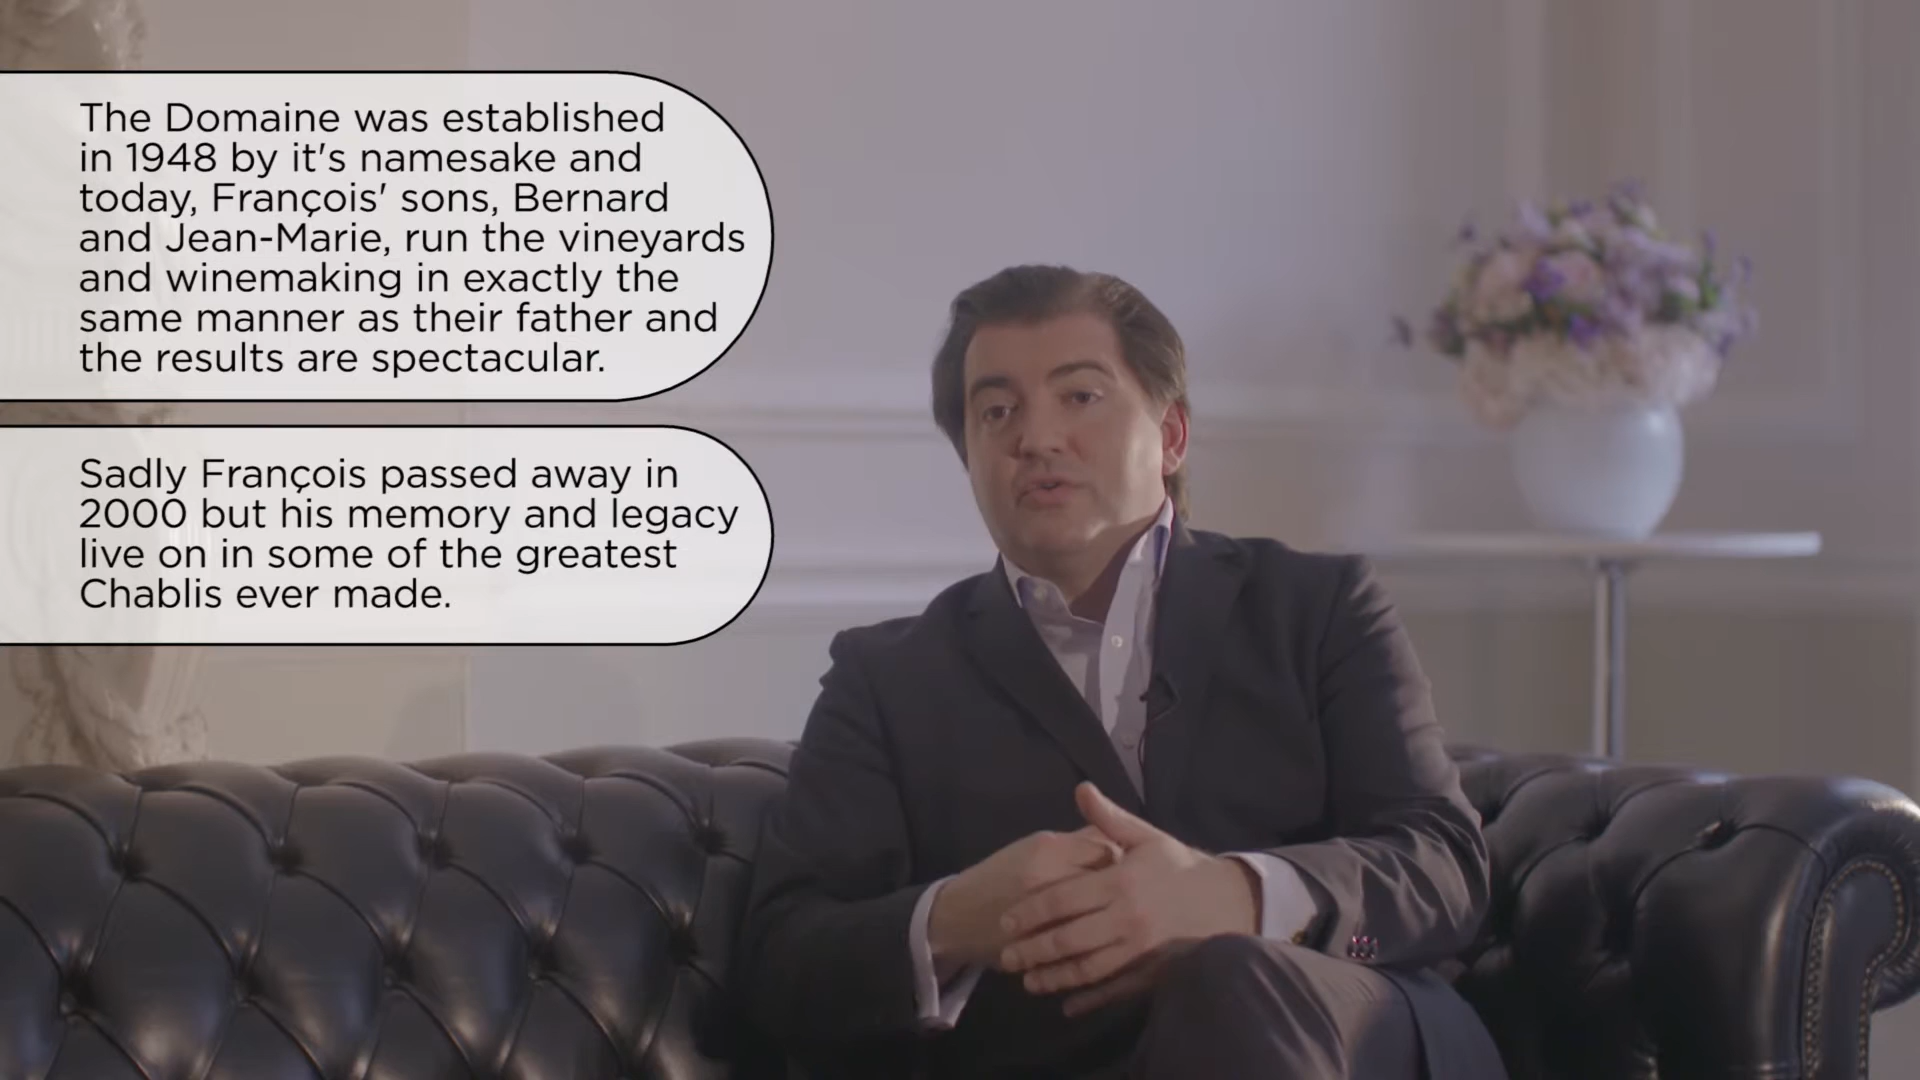 The Domaine was established
in 1948 by it's namesake and
today, François' sons, Bernard
and Jean-Marie, run the vineyards
and winemaking in exactly the
same manner as their father and
the results are spectacular.
Sadly François passed away in
2000 but his memory and legacy
live on in some of the greatest
Chablis ever made.